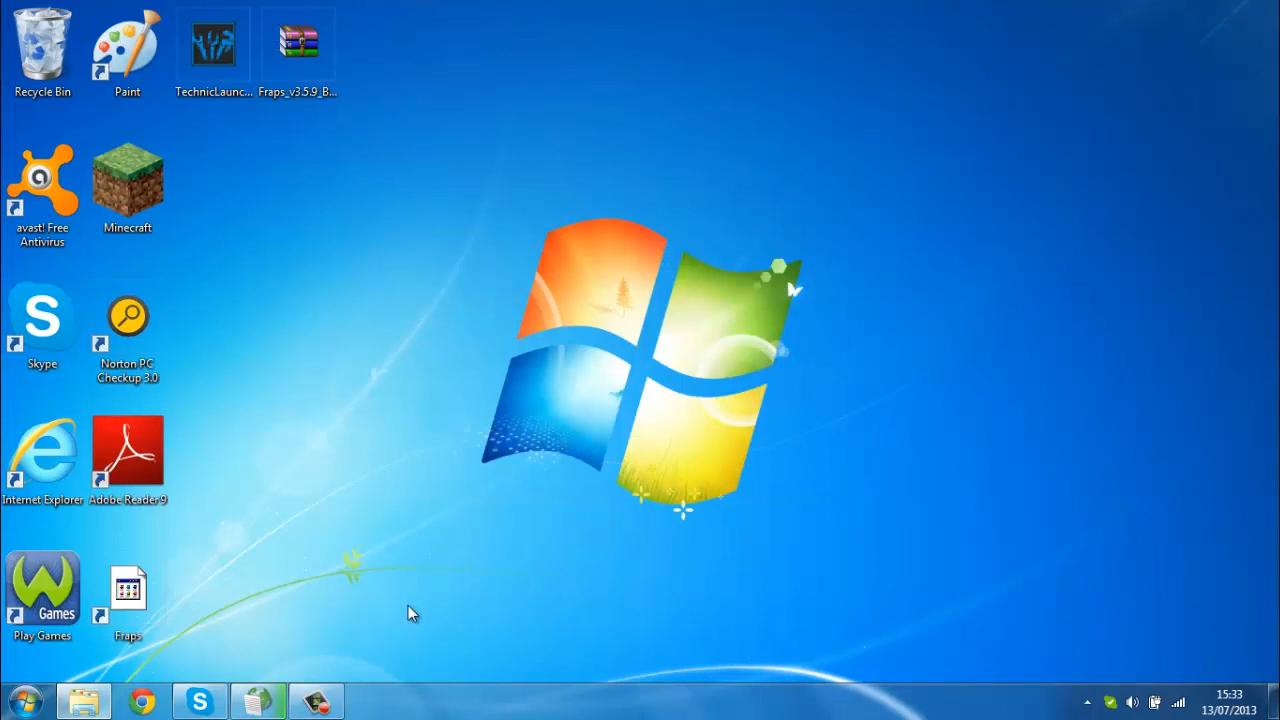 Recycle Bin
Paint
TechnicLaunc...
Fraps_v3.5.9_B...
avast! Free
Antivirus
Minecraft
Skype
Norton PC
Checkup 3.0
Internet Explorer
Adobe Reader 9
Games
Play Games
Fraps
15:33
13/07/2013